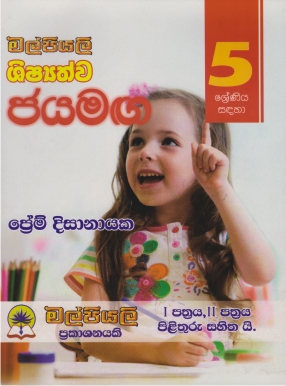 මල්පියලි
ශිෂ්‍යත්ව
ජයමඟ
5
ශ්‍රේණිය
සඳහා
ප්‍රේමී දිසානායක
මල්පියලි
ප්‍රකාශනයකි
I පත්‍රය, II පත්‍රය
පිළිතුරු සහිත යි.